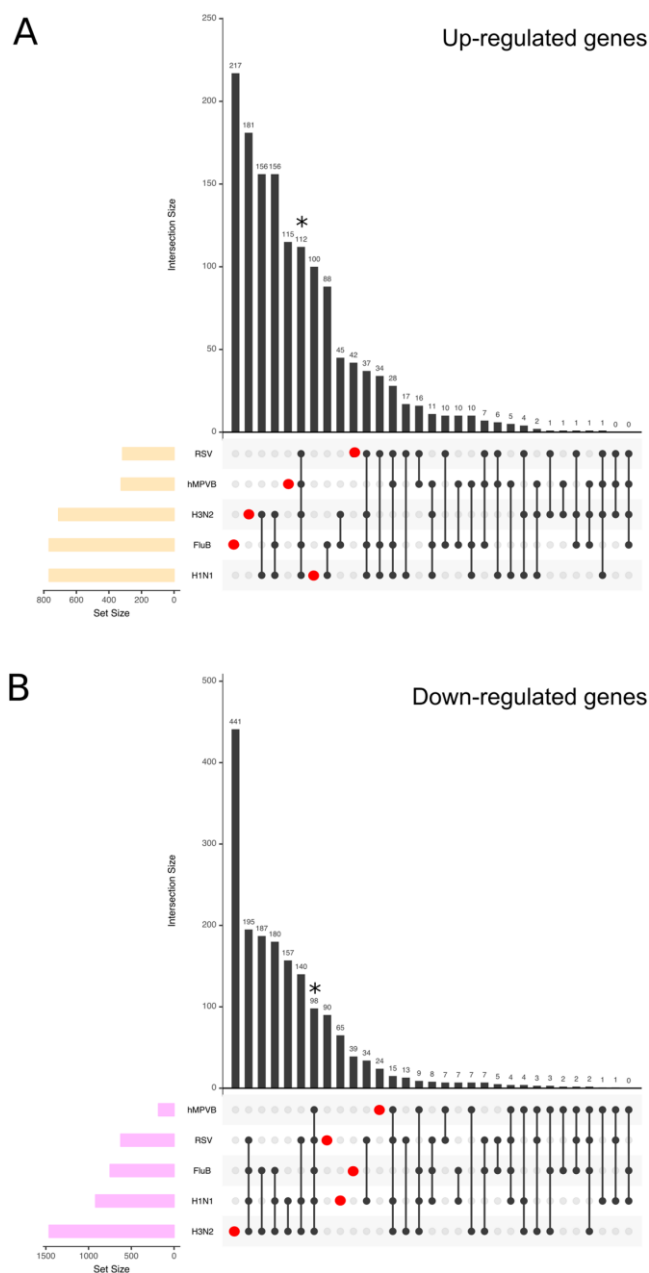 A
Up-regulated genes
250
217
200
181
156 156
150
Intersection Size
115
*
112
100
100
88
50
45
42
37
34
28
17
16
11
10 10 10
7
6
5
4
2
1 1 1 1
0 0
0
RSV
hMPVB
H3N2
FluB
H1N1
800 600 400 200 0
Set Size
B
Down-regulated genes
500
441
400
300
Intersection Size
200
195
187
180
157
140
*
100
98
90
65
39
34
24
15
13
9
8
7 7 7 7
5
4 4
3 3
2 2 2
1 1
0
0
hMPVB
RSV
FluB
H1N1
H3N2
1500 1000 500 0
Set Size